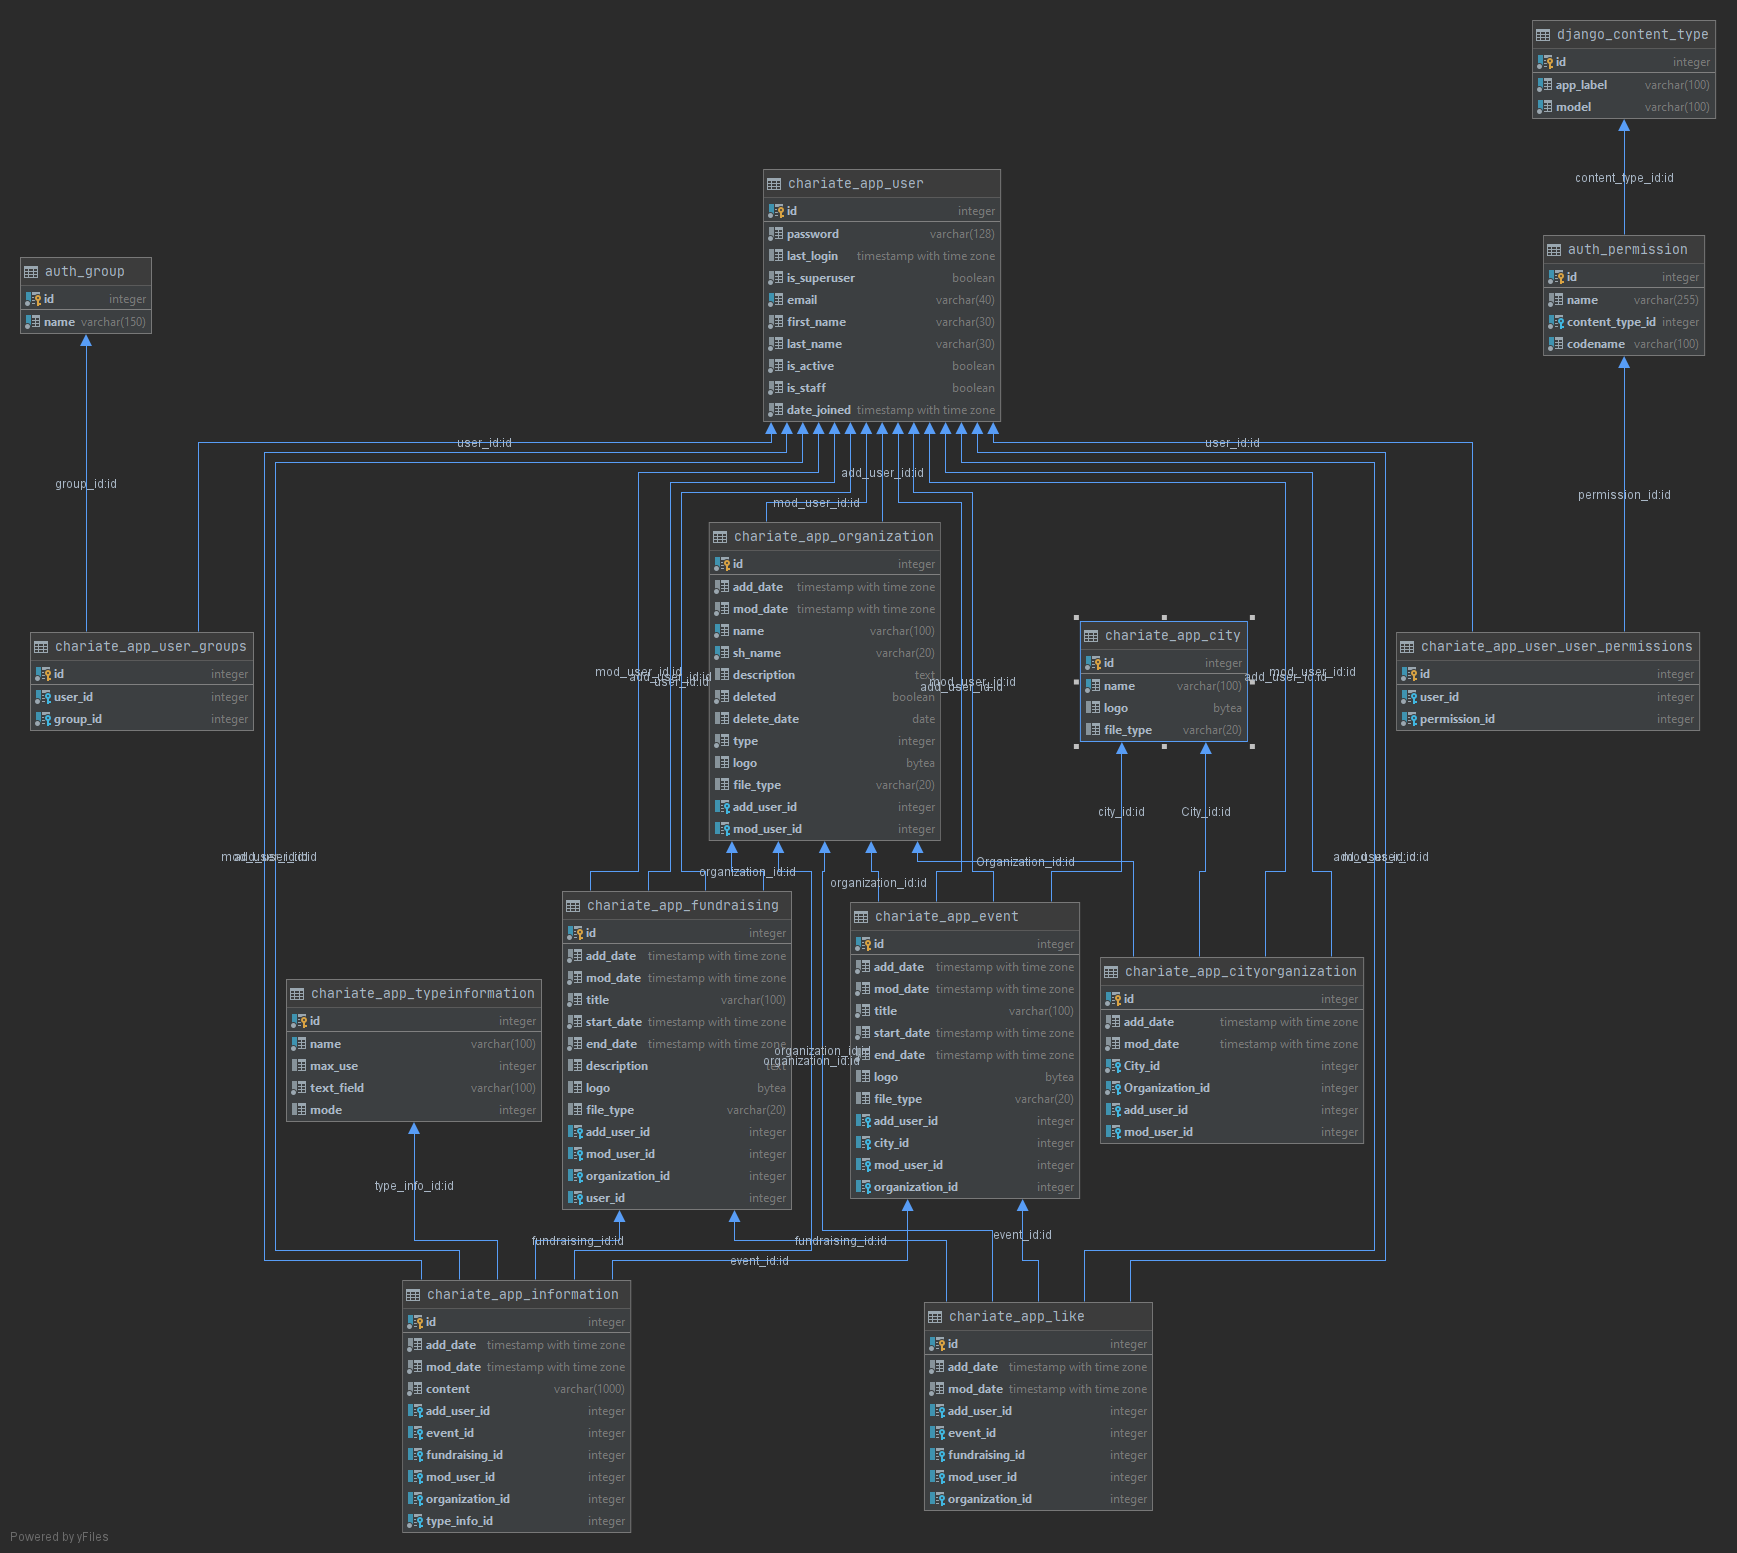 django_content_type
id integer
app_label varchar(100)
model varchar(100)
content_type_id:id
chariate_app_user
id integer
password varchar(128)
last_login timestamp with time zone
is_superuser boolean
email varchar(40)
first_name varchar(30)
last_name varchar(30)
is_active boolean
is_staff boolean
date_joined timestamp with time zone
auth_permission
id integer
name varchar(255)
content_type_id integer
codename varchar(100)
auth_group
id integer
name varchar(150)
user_id:id
user_id:id
add_user_id:id
group_id:id
permission_id:id
mod_user_id:id
chariate_app_organization
id integer
add_date timestamp with time zone
mod_date timestamp with time zone
name varchar(100)
sh_name varchar(20)
description text
deleted boolean
delete_date date
type integer
logo bytea
file_type varchar(20)
add_user_id integer
mod_user_id integer
chariate_app_city
id integer
name varchar(100)
logo bytea
file_type varchar(20)
chariate_app_user_groups
id integer
user_id integer
group_id integer
chariate_app_user_user_permissions
id integer
user_id integer
permission_id integer
mod_user_id:id
add_user_id:id
user_id:id
mod_user_id:id
add_user_id:id
mod_user_id:id
add_user_id:id
city_id:id
City_id:id
mod_user_id:id
add_user_id:id
add_user_id:id
mod_user_id:id
organization_id:id
organization_id:id
Organization_id:id
chariate_app_fundraising
id integer
add_date timestamp with time zone
mod_date timestamp with time zone
title varchar(100)
start_date timestamp with time zone
end_date timestamp with time zone
description text
logo bytea
file_type varchar(20)
add_user_id integer
mod_user_id integer
organization_id integer
user_id integer
chariate_app_event
id integer
add_date timestamp with time zone
mod_date timestamp with time zone
title varchar(100)
start_date timestamp with time zone
end_date timestamp with time zone
logo bytea
file_type varchar(20)
add_user_id integer
city_id integer
mod_user_id integer
organization_id integer
chariate_app_cityorganization
id integer
add_date timestamp with time zone
mod_date timestamp with time zone
City_id integer
Organization_id integer
add_user_id integer
mod_user_id integer
chariate_app_typeinformation
id integer
name varchar(100)
max_use integer
text_field varchar(100)
mode integer
organization_id:id
organization_id:id
type_info_id:id
fundraising_id:id
fundraising_id:id
event_id:id
event_id:id
chariate_app_information
id integer
add_date timestamp with time zone
mod_date timestamp with time zone
content varchar(1000)
add_user_id integer
event_id integer
fundraising_id integer
mod_user_id integer
organization_id integer
type_info_id integer
chariate_app_like
id integer
add_date timestamp with time zone
mod_date timestamp with time zone
add_user_id integer
event_id integer
fundraising_id integer
mod_user_id integer
organization_id integer
Powered by yFiles